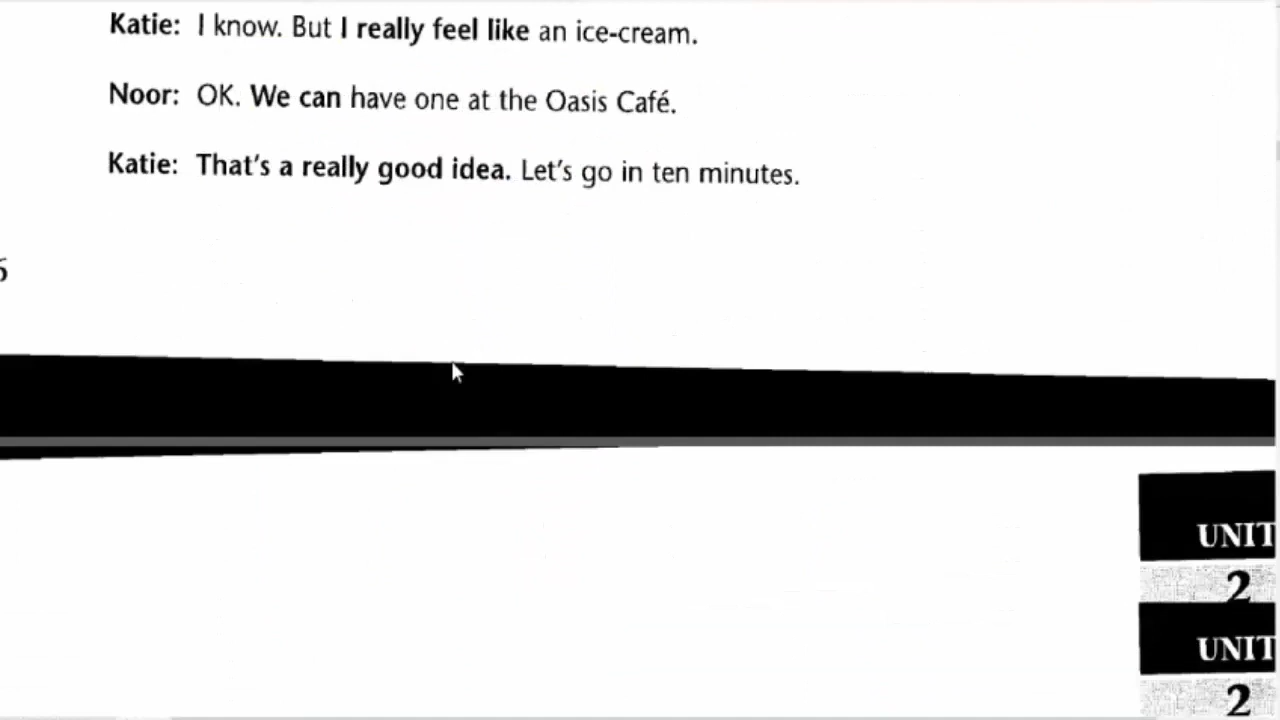 Katie: I know. But I really feel like an ice-cream.
Noor: OK. We can have one at the Oasis Café.
Katie: That's a really good idea. Let's go in ten minutes.
UNIT
2
UNIT
2